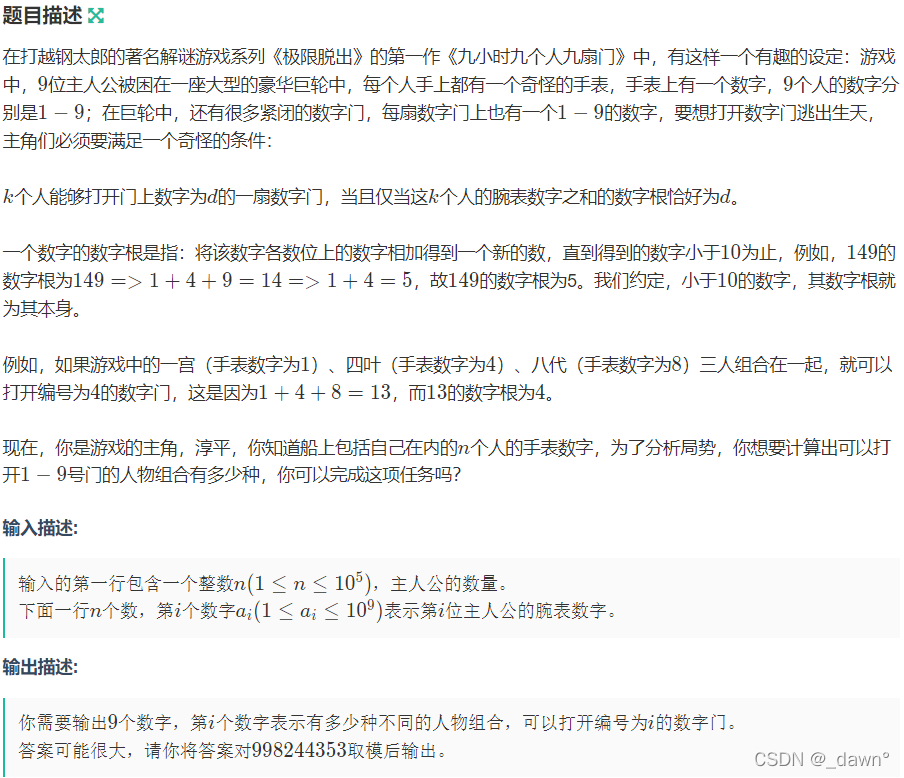 题目描述
在打越钢太郎的著名解谜游戏系列《极限脱出》的第一作《九小时九个人九扇门》中，有这样一个有趣的设定：游戏
中，9位主人公被困在一座大型的豪华巨轮中，每个人手上都有一个奇怪的手表，手表上有一个数字，9个人的数字分
别是1 − 9；在巨轮中，还有很多紧闭的数字门，每扇数字门上也有一个1 − 9的数字，要想打开数字门逃出生天，
主角们必须要满足一个奇怪的条件：
k个人能够打开门上数字为d的一扇数字门，当且仅当这k个人的腕表数字之和的数字根恰好为d。
一个数字的数字根是指：将该数字各数位上的数字相加得到一个新的数，直到得到的数字小于10为止，例如，149的
数字根为149 => 1 + 4 + 9 = 14 => 1 + 4 = 5，故149的数字根为5。我们约定，小于10的数字，其数字根就
为其本身。
例如，如果游戏中的一宫（手表数字为1）、四叶（手表数字为4）、八代（手表数字为8）三人组合在一起，就可以
打开编号为4的数字门，这是因为1 + 4 + 8 = 13，而13的数字根为4。
现在，你是游戏的主角，淳平，你知道船上包括自己在内的n个人的手表数字，为了分析局势，你想要计算出可以打
开1 − 9号门的人物组合有多少种，你可以完成这项任务吗？
输入描述:
输入的第一行包含一个整数n(1 ≤ n ≤ 10⁵)，主人公的数量。
下面一行n个数，第i个数字aᵢ(1 ≤ aᵢ ≤ 10⁹)表示第i位主人公的腕表数字。
输出描述:
你需要输出9个数字，第i个数字表示有多少种不同的人物组合，可以打开编号为i的数字门。
答案可能很大，请你将答案对998244353取模后输出。
CSDN @_dawn°